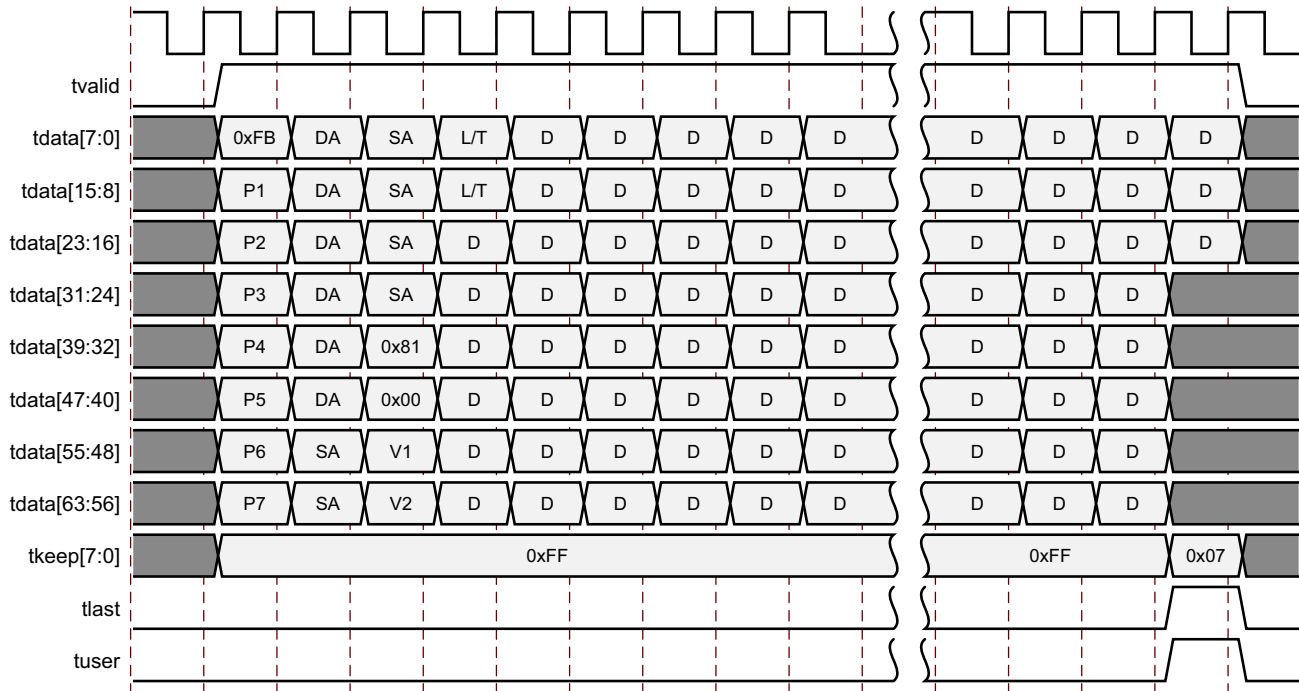 tvalid
tdata[7:0] 0xFB DA SA L/T D D D D D D D D D
tdata[15:8] P1 DA SA L/T D D D D D D D D D
tdata[23:16] P2 DA SA D D D D D D D D D D
tdata[31:24] P3 DA SA D D D D D D D D D
tdata[39:32] P4 DA 0x81 D D D D D D D D D
tdata[47:40] P5 DA 0x00 D D D D D D D D D
tdata[55:48] P6 SA V1 D D D D D D D D D
tdata[63:56] P7 SA V2 D D D D D D D D D
tkeep[7:0] 0xFF 0xFF 0x07
tlast
tuser